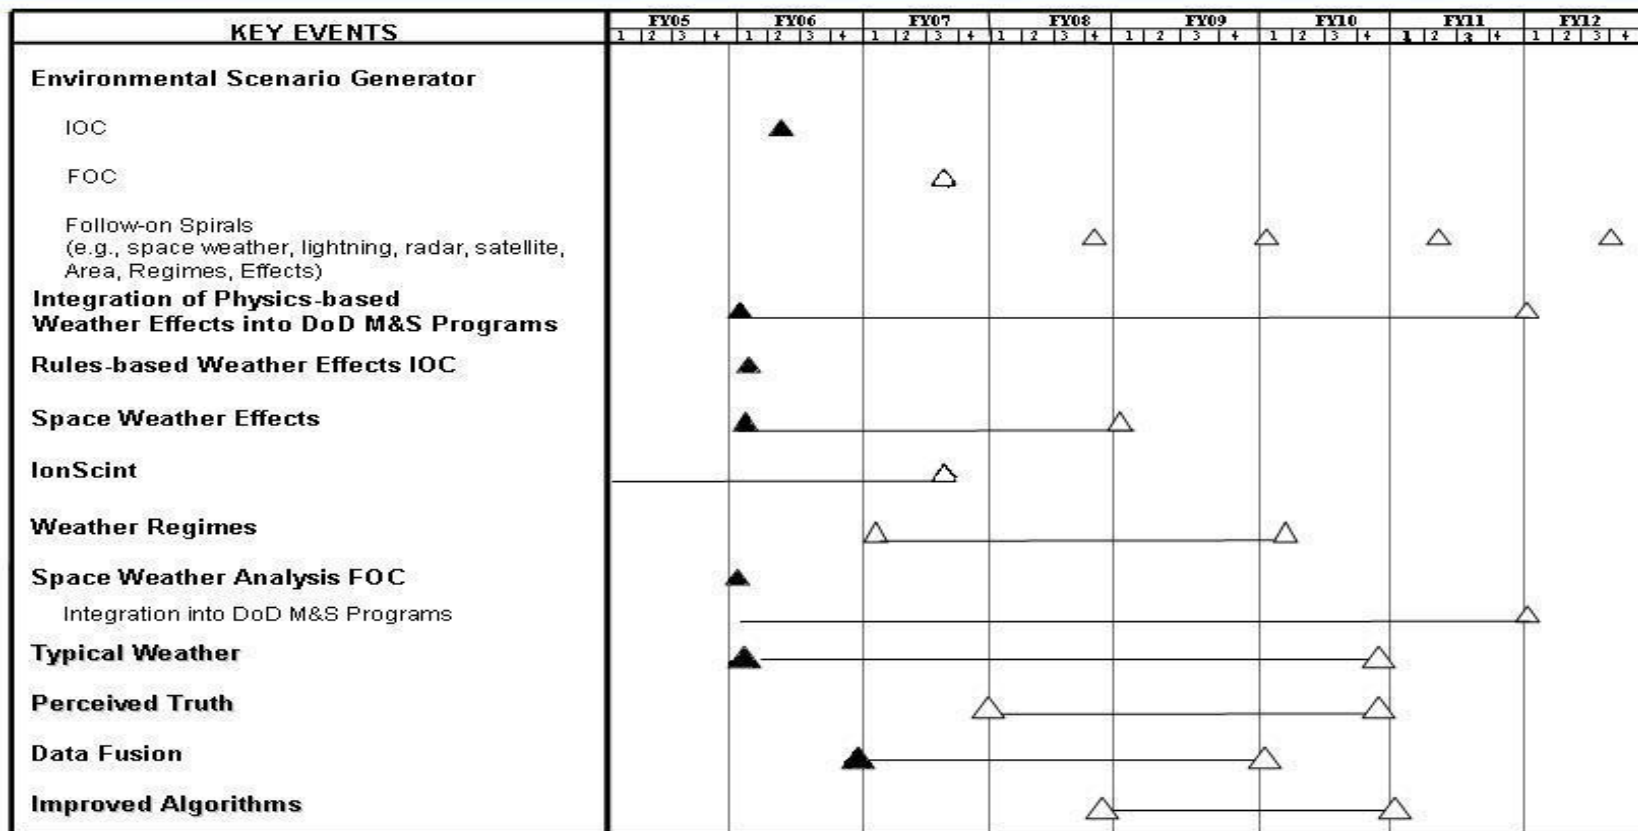 KEY EVENTS
FY05 FY06 FY07 FY08 FY09 FY10 FY11 FY12
1 2 3 4 1 2 3 4 1 2 3 4 1 2 3 4 1 2 3 4 1 2 3 4 1 2 3 4 1 2 3 4
Environmental Scenario Generator
IOC
FOC
Follow-on Spirals
(e.g., space weather, lightning, radar, satellite,
Area, Regimes, Effects)
Integration of Physics-based
Weather Effects into DoD M&S Programs
Rules-based Weather Effects IOC
Space Weather Effects
IonScint
Weather Regimes
Space Weather Analysis FOC
Integration into DoD M&S Programs
Typical Weather
Perceived Truth
Data Fusion
Improved Algorithms